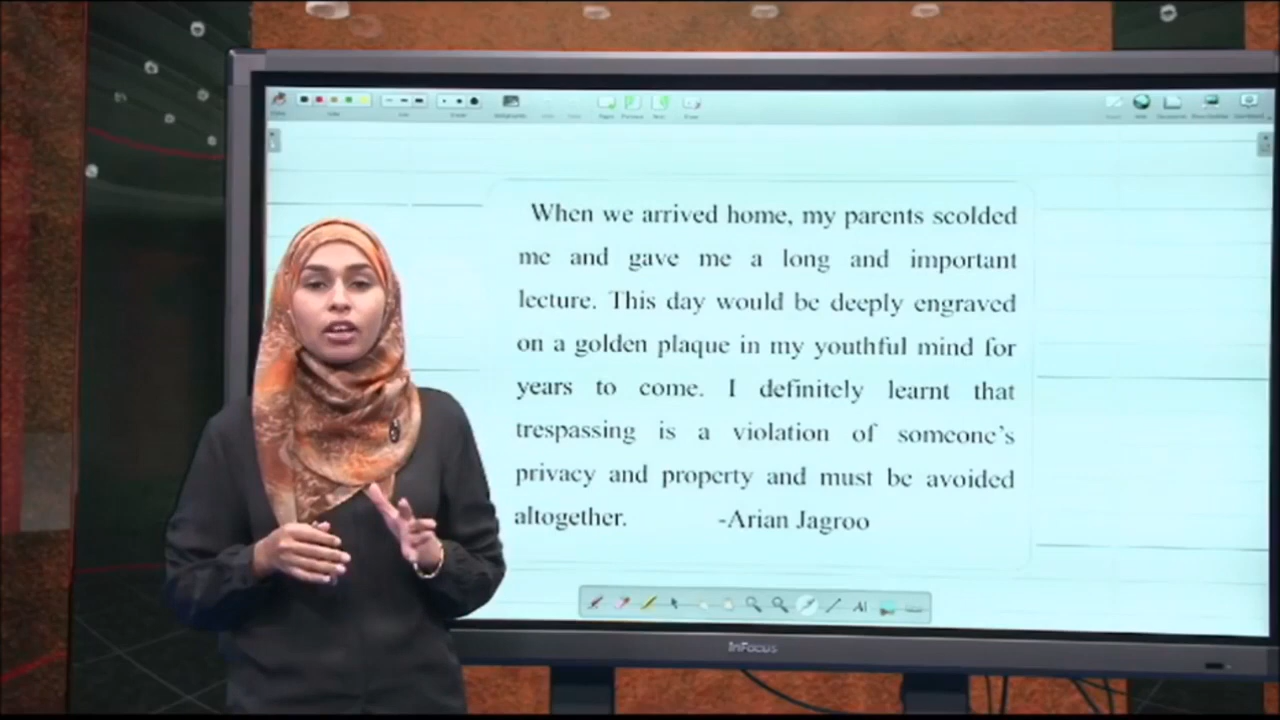 When we arrived home, my parents scolded
me and gave me a long and important
lecture. This day would be deeply engraved
on a golden plaque in my youthful mind for
years to come. I definitely learnt that
trespassing is a violation of someone's
privacy and property and must be avoided
altogether. -Arian Jagroo
InFocus